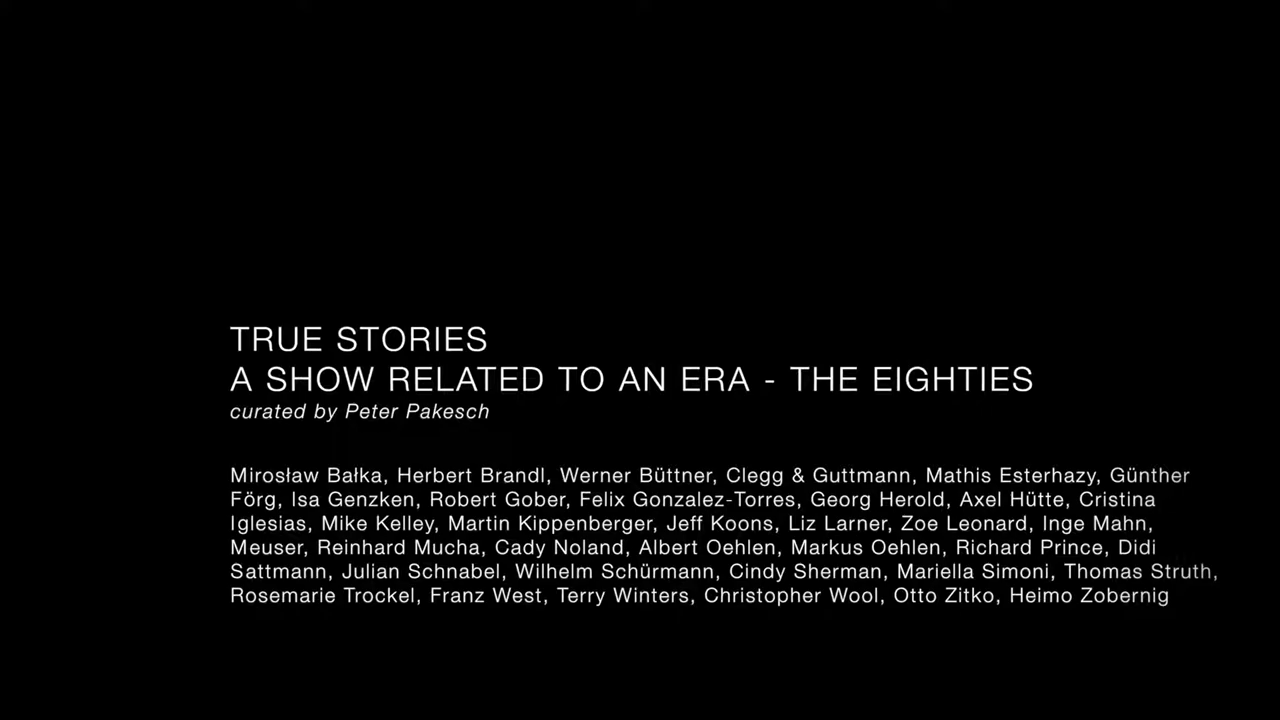 TRUE STORIES
A SHOW RELATED TO AN ERA - THE EIGHTIES
curated by Peter Pakesch
Mirosław Bałka, Herbert Brandl, Werner Büttner, Clegg & Guttmann, Mathis Esterhazy, Günther
Förg, Isa Genzken, Robert Gober, Felix Gonzalez-Torres, Georg Herold, Axel Hütte, Cristina
Iglesias, Mike Kelley, Martin Kippenberger, Jeff Koons, Liz Larner, Zoe Leonard, Inge Mahn,
Meuser, Reinhard Mucha, Cady Noland, Albert Oehlen, Markus Oehlen, Richard Prince, Didi
Sattmann, Julian Schnabel, Wilhelm Schürmann, Cindy Sherman, Mariella Simoni, Thomas Struth,
Rosemarie Trockel, Franz West, Terry Winters, Christopher Wool, Otto Zitko, Heimo Zobernig